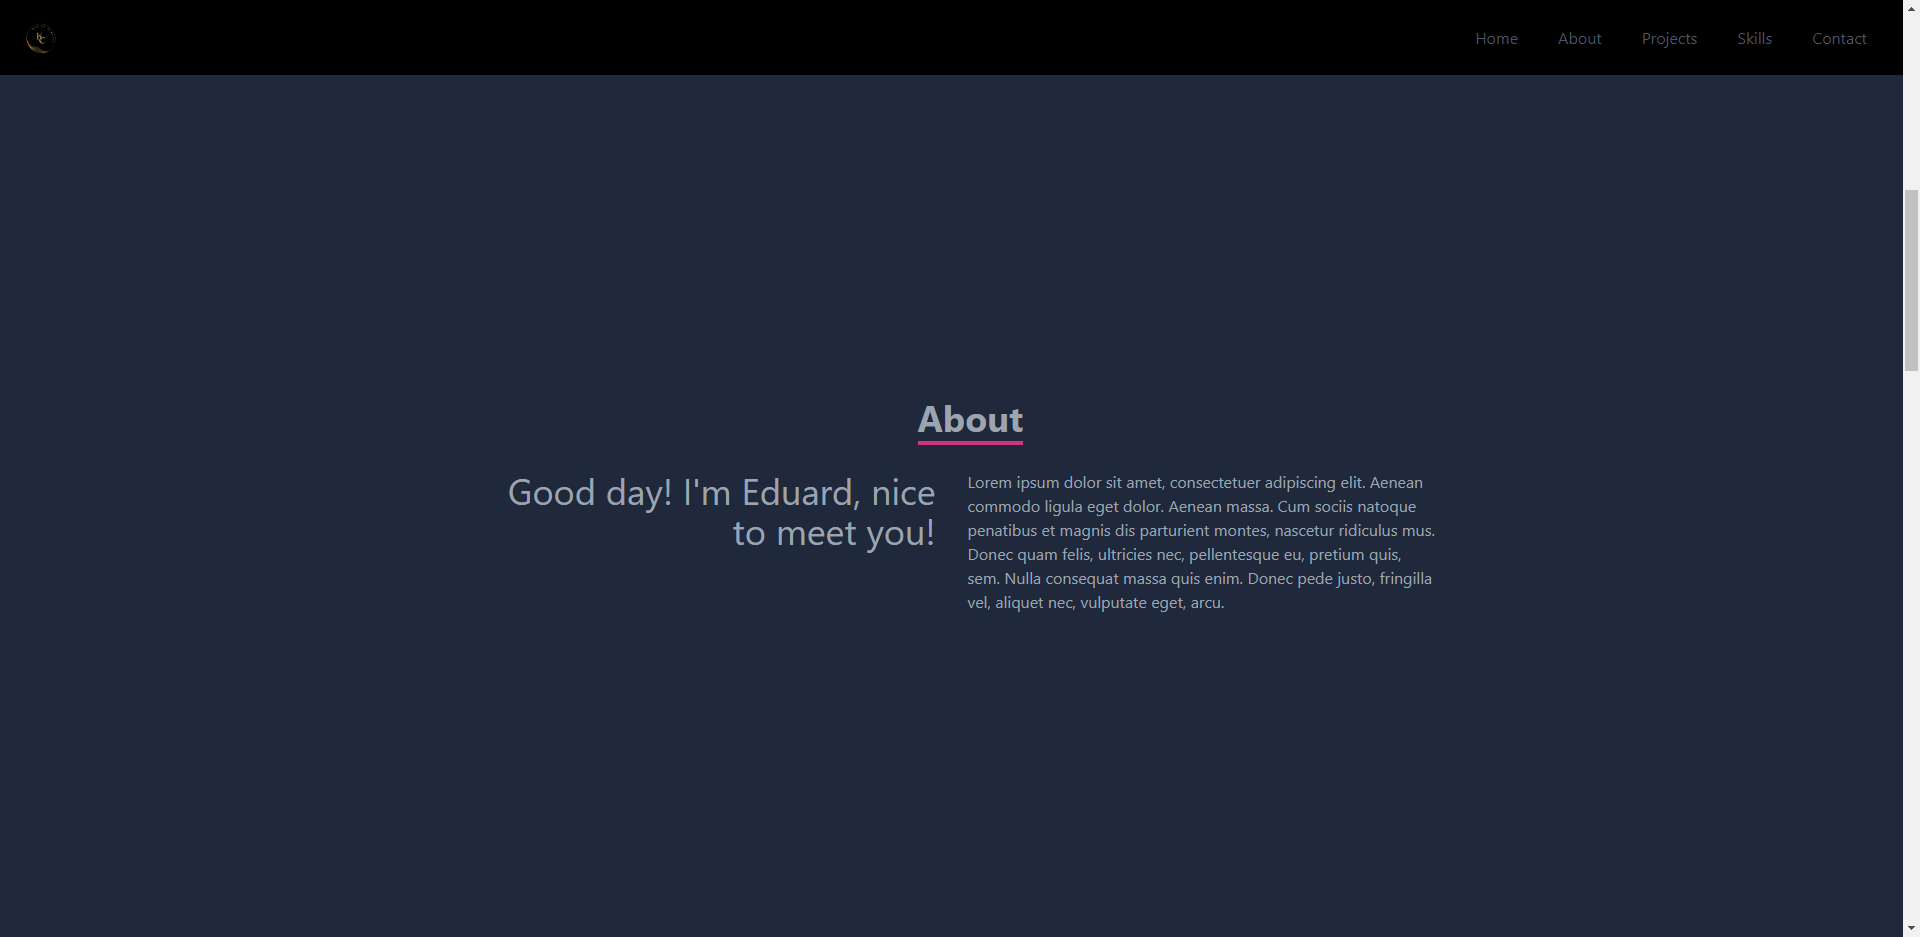 Home About Projects Skills Contact
About
Good day! I'm Eduard, nice
to meet you!
Lorem ipsum dolor sit amet, consectetuer adipiscing elit. Aenean
commodo ligula eget dolor. Aenean massa. Cum sociis natoque
penatibus et magnis dis parturient montes, nascetur ridiculus mus.
Donec quam felis, ultricies nec, pellentesque eu, pretium quis,
sem. Nulla consequat massa quis enim. Donec pede justo, fringilla
vel, aliquet nec, vulputate eget, arcu.